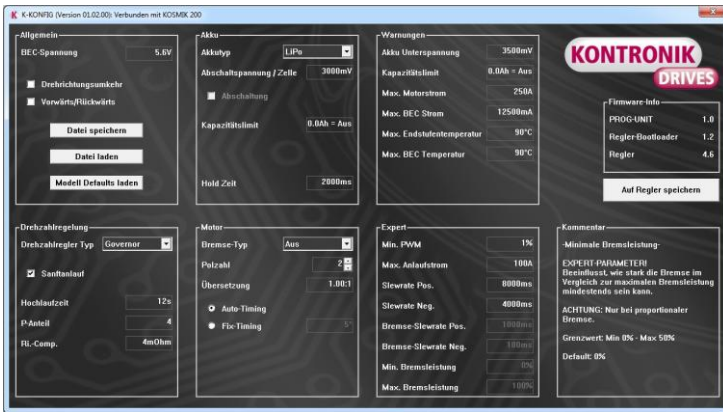 K-KONFIG (Version 01.02.00): Verbunden mit KOSMIK 200
Allgemein
BEC-Spannung 5.6V
Drehrichtungsumkehr
Vorwärts/Rückwärts
Datei speichern
Datei laden
Modell Defaults laden
Akku
Akkutyp LiPo
Abschaltspannung / Zelle 3000mV
Abschaltung
Kapazitätslimit 0.0Ah = Aus
Hold Zeit 2000ms
Warnungen
Akku Unterspannung 3500mV
Kapazitätslimit 0.0Ah = Aus
Max. Motorstrom 250A
Max. BEC Strom 12500mA
Max. Endstufentemperatur 90°C
Max. BEC Temperatur 90°C
KONTRONIK
DRIVES
Firmware-Info
PROG-UNIT 1.0
Regler-Bootloader 1.2
Regler 4.6
Auf Regler speichern
Drehzahlregelung
Drehzahlregler Typ Governor
Sanftanlauf
Hochlaufzeit 12s
P-Anteil 4
Ri.-Comp. 4mOhm
Motor
Bremse-Typ Aus
Polzahl 2
Übersetzung 1.00:1
Auto-Timing
Fix-Timing 5°
Expert
Min. PWM 1%
Max. Anlaufstrom 100A
Slewrate Pos. 8000ms
Slewrate Neg. 4000ms
Bremse-Slewrate Pos. 1000ms
Bremse-Slewrate Neg. 100ms
Min. Bremsleistung 0%
Max. Bremsleistung 100%
Kommentar
-Minimale Bremsleistung-
EXPERT-PARAMETER!
Beeinflusst, wie stark die Bremse im
Vergleich zur maximalen Bremsleistung
mindestens sein kann.
ACHTUNG: Nur bei proportionaler
Bremse.
Grenzwert: Min 0% - Max 50%
Default: 0%